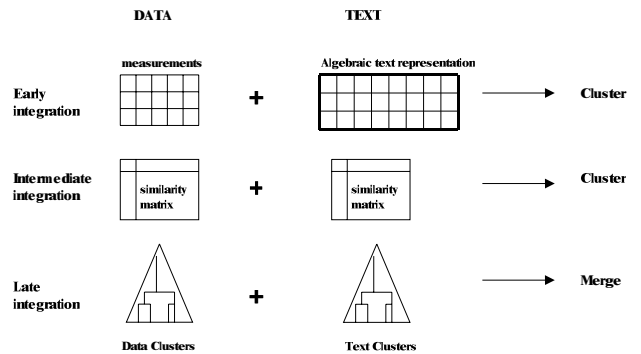 DATA TEXT
measurements Algebraic text representation
Early
integration
+
Cluster
Intermediate
integration
similarity
matrix
+
similarity
matrix
Cluster
Late
integration
+
Merge
Data Clusters Text Clusters